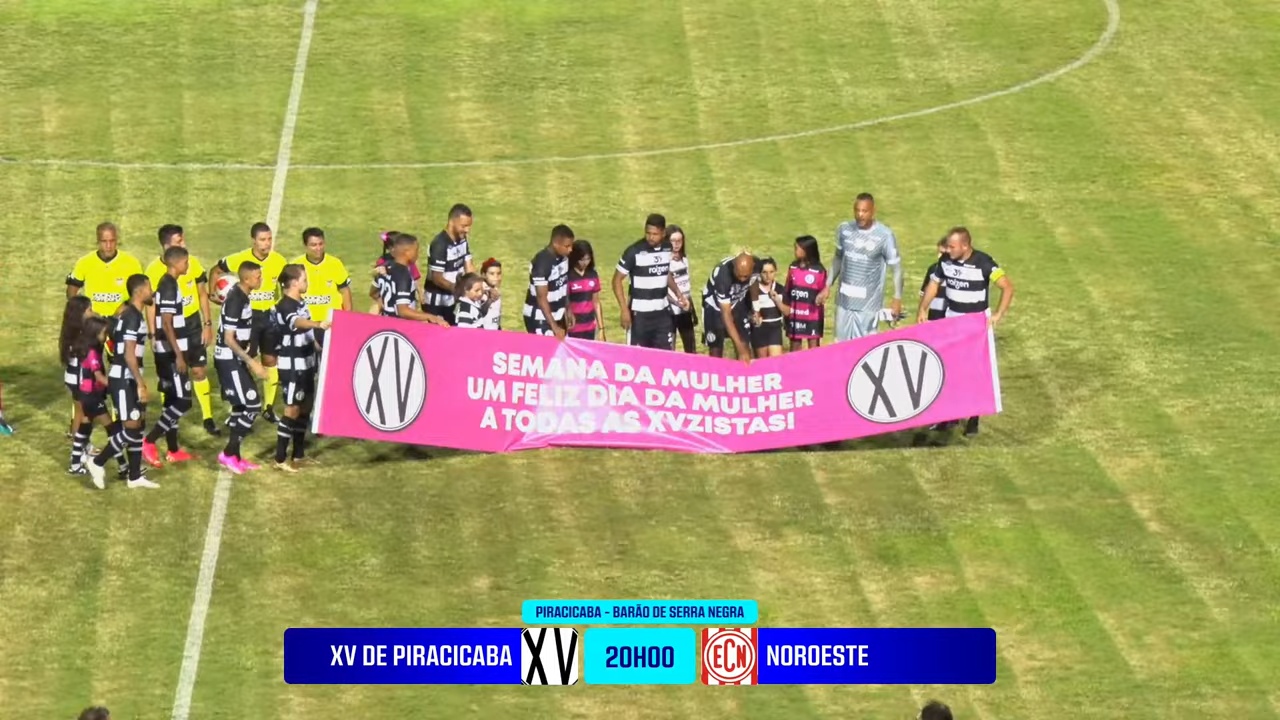 XV
SEMANA DA MULHER
UM FELIZ DIA DA MULHER
A TODAS AS XVZISTAS!
XV
PIRACICABA - BARÃO DE SERRA NEGRA
XV DE PIRACICABA
XV
20H00
ECN
NOROESTE